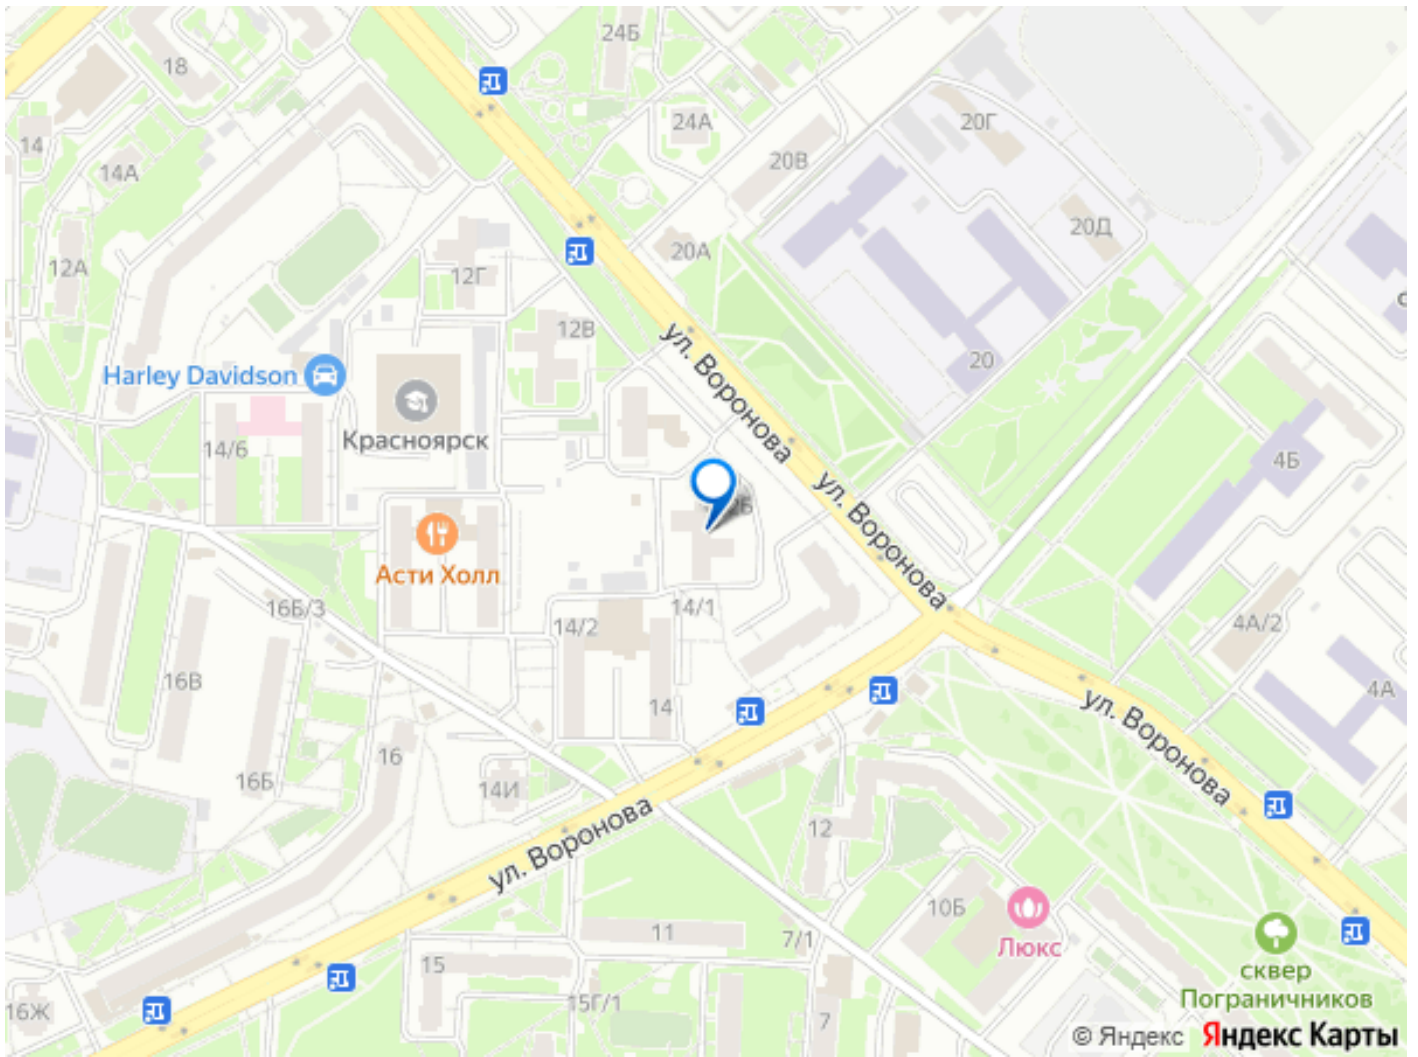 24Б
18
24А
20Г
14
20В
14А
20Д
20А
12А
12Г
12В
ул. Воронова
20
Harley Davidson
Красноярск
14/6
4Б
ул. Воронова
Асти Холл
16Б/3
14/1
14/2
4А/2
16В
14
4А
ул. Воронова
16
16Б
14И
12
ул. Воронова
10Б
11
7/1
Люкс
15
сквер
Пограничников
15Г/1
16Ж
7
© Яндекс Яндекс Карты